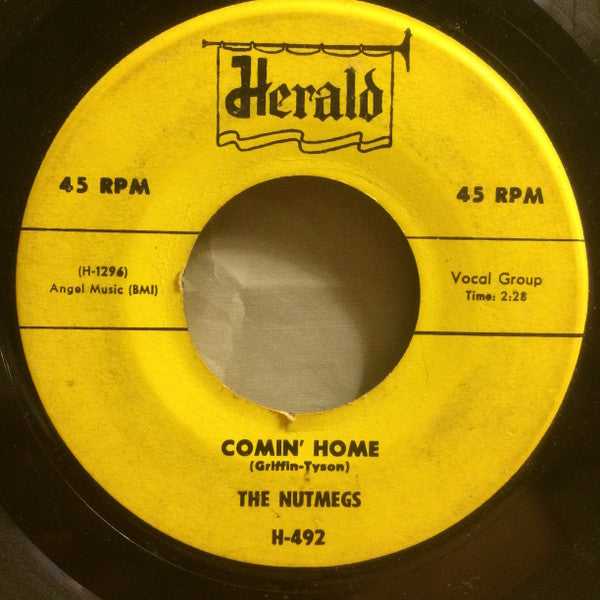 Herald
45 RPM
45 RPM
(H-1296)
Angel Music (BMI)
Vocal Group
Time: 2:28
COMIN' HOME
(Griffin-Tyson)
THE NUTMEGS
H-492